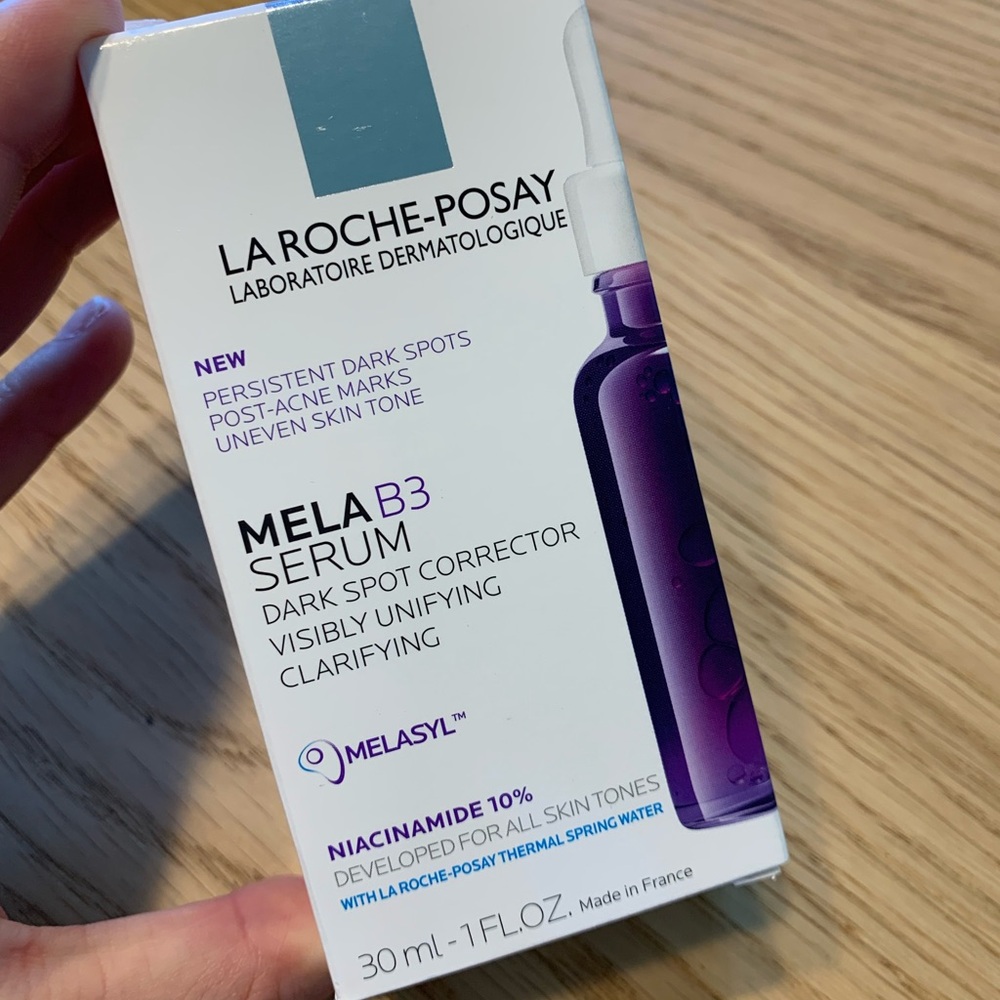 LA ROCHE-POSAY
LABORATOIRE DERMATOLOGIQUE
NEW
PERSISTENT DARK SPOTS
POST-ACNE MARKS
UNEVEN SKIN TONE
MELA B3
SERUM
DARK SPOT CORRECTOR
VISIBLY UNIFYING
CLARIFYING
MELASYL™
NIACINAMIDE 10%
DEVELOPED FOR ALL SKIN TONES
WITH LA ROCHE-POSAY THERMAL SPRING WATER
30 ml - 1 FL.OZ. Made in France